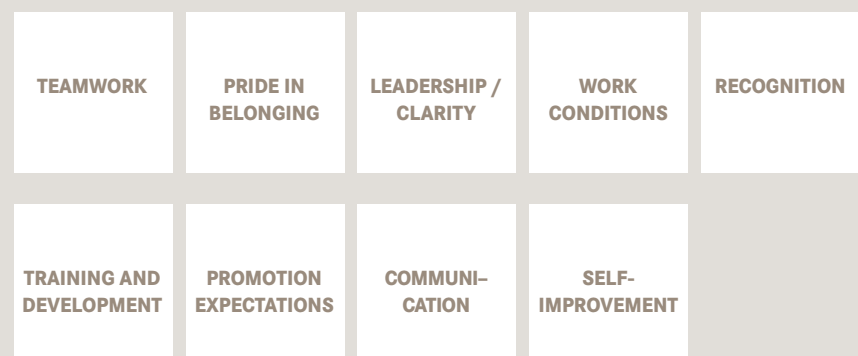 TEAMWORK
PRIDE IN
BELONGING
LEADERSHIP /
CLARITY
WORK
CONDITIONS
RECOGNITION
TRAINING AND
DEVELOPMENT
PROMOTION
EXPECTATIONS
COMMUNI–
CATION
SELF-
IMPROVEMENT